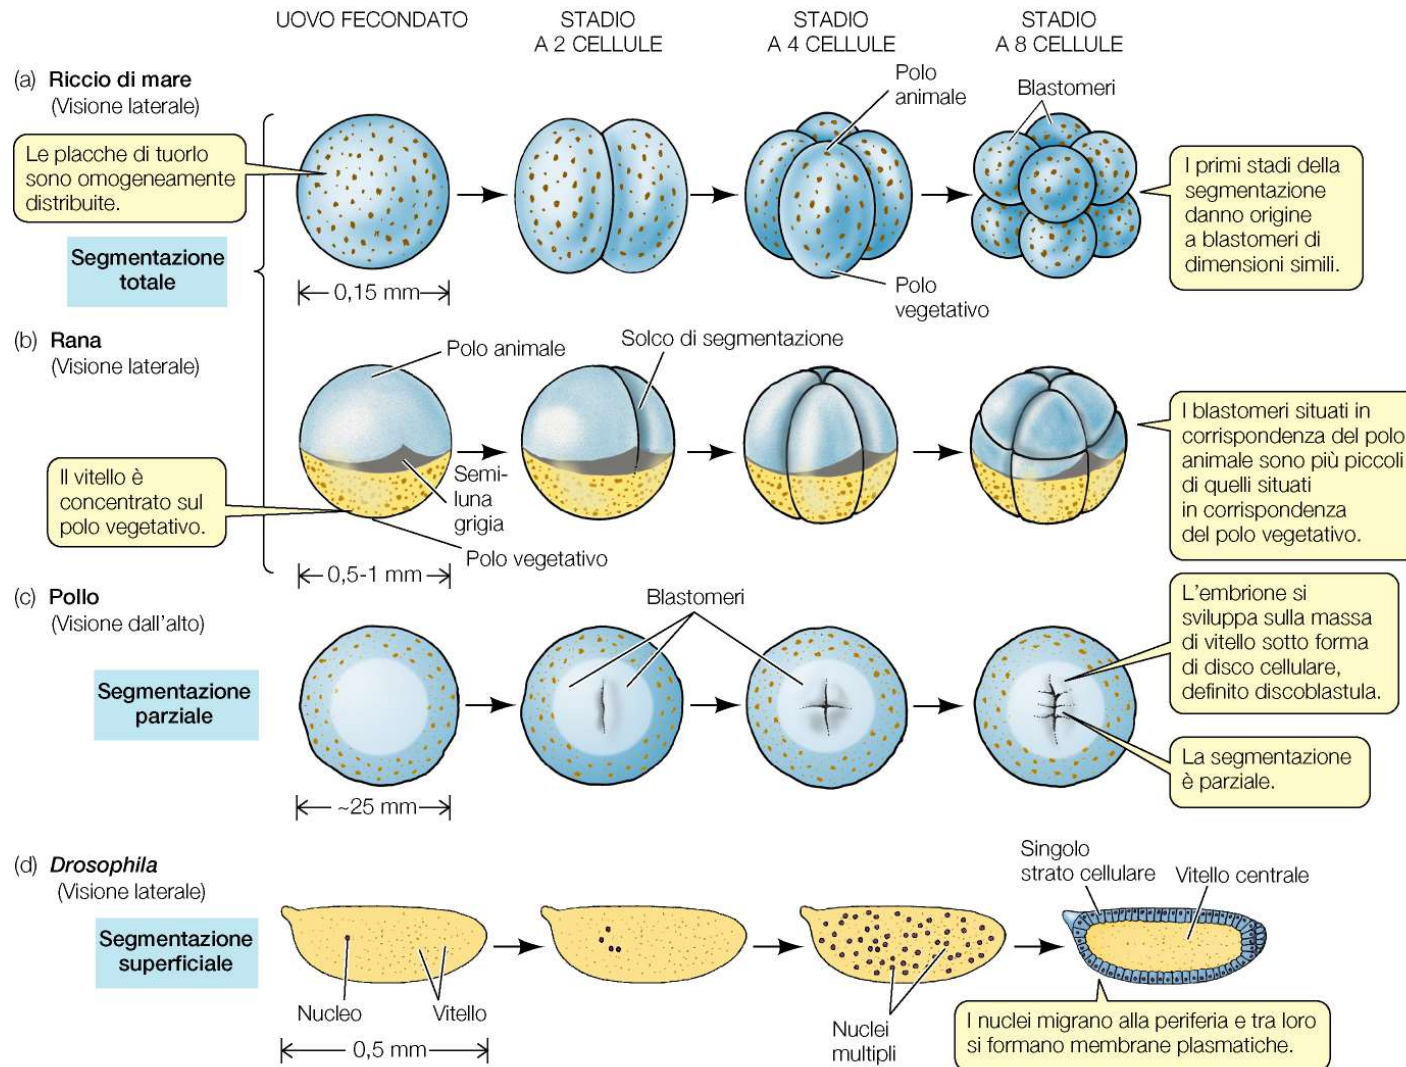 UOVO FECONDATO
STADIO
A 2 CELLULE
STADIO
A 4 CELLULE
STADIO
A 8 CELLULE
(a) Riccio di mare
(Visione laterale)
Le placche di tuorlo
sono omogeneamente
distribuite.
Segmentazione
totale
0,15 mm
Polo
animale
Polo
vegetativo
Blastomeri
I primi stadi della
segmentazione
danno origine
a blastomeri di
dimensioni simili.
(b) Rana
(Visione laterale)
Polo animale
Solco di segmentazione
Il vitello è
concentrato sul
polo vegetativo.
Semi-
luna
grigia
Polo vegetativo
0,5-1 mm
I blastomeri situati in
corrispondenza del polo
animale sono più piccoli
di quelli situati
in corrispondenza
del polo vegetativo.
(c) Pollo
(Visione dall'alto)
Blastomeri
Segmentazione
parziale
~25 mm
L'embrione si
sviluppa sulla massa
di vitello sotto forma
di disco cellulare,
definito discoblastula.
La segmentazione
è parziale.
(d) Drosophila
(Visione laterale)
Segmentazione
superficiale
Nucleo
Vitello
0,5 mm
Nuclei
multipli
Singolo
strato cellulare
Vitello centrale
I nuclei migrano alla periferia e tra loro
si formano membrane plasmatiche.